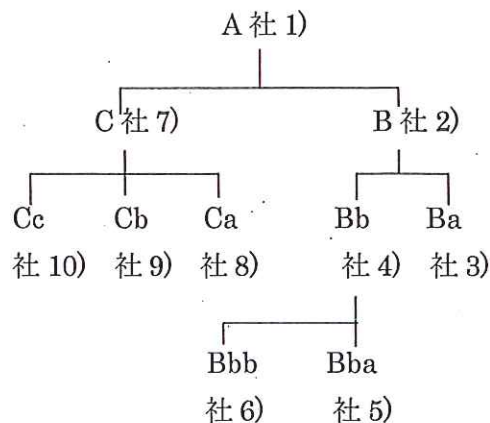 A 社 1)
C 社 7) B 社 2)
Cc Cb Ca Bb Ba
社 10) 社 9) 社 8) 社 4) 社 3)
Bbb Bba
社 6) 社 5)